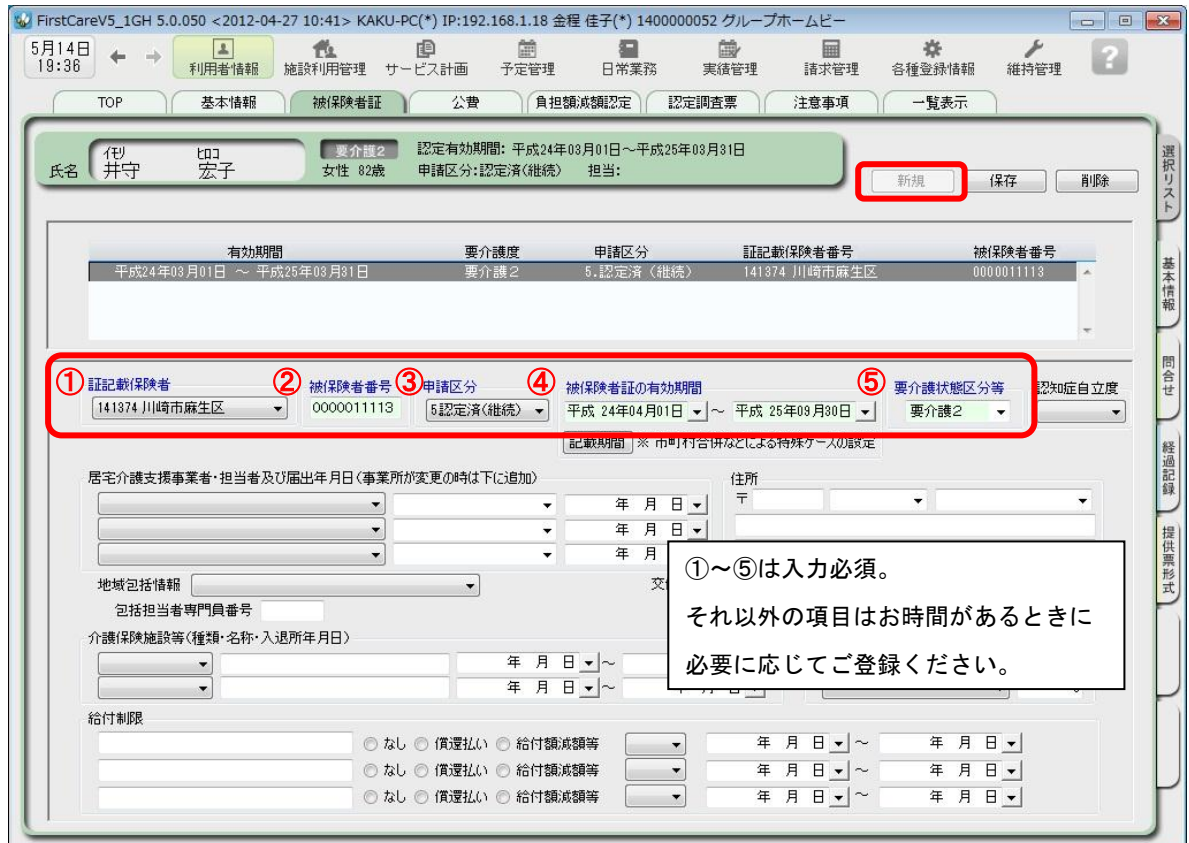 FirstCareV5_1GH 5.0.050 <2012-04-27 10:41> KAKU-PC(*) IP:192.168.1.18 金程 佳子(*) 1400000052 グループホームビー
5月14日
19:36
利用者情報 施設利用管理 サービス計画 予定管理 日常業務 実績管理 請求管理 各種登録情報 維持管理 ?
TOP 基本情報 被保険者証 公費 負担額減額認定 認定調査票 注意事項 一覧表示
氏名 イモリ ヒロコ
井守 宏子
要介護2
女性 82歳
認定有効期間: 平成24年03月01日～平成25年03月31日
申請区分:認定済(継続) 担当:
新規 保存 削除
選択リスト
基本情報
問合せ
経過記録
提供票形式
有効期間 要介護度 申請区分 証記載保険者番号 被保険者番号
平成24年03月01日 ～ 平成25年03月31日 要介護2 5.認定済（継続） 141374 川崎市麻生区 0000011113
① 証記載保険者 ② 被保険者番号 ③ 申請区分 ④ 被保険者証の有効期間 ⑤ 要介護状態区分等 認知症自立度
141374 川崎市麻生区 0000011113 5認定済(継続) 平成 24年04月01日 ～ 平成 25年09月30日 要介護2
記載期間 ※ 市町村合併などによる特殊ケースの設定
居宅介護支援事業者・担当者及び届出年月日(事業所が変更の時は下に追加) 住所
年 月 日 〒
年 月 日
年 月
地域包括情報
包括担当者専門員番号
介護保険施設等(種類・名称・入退所年月日)
年 月 日 ～
年 月 日 ～
①～⑤は入力必須。
それ以外の項目はお時間があるときに
必要に応じてご登録ください。
給付制限
なし 償還払い 給付額減額等 年 月 日 ～ 年 月 日
なし 償還払い 給付額減額等 年 月 日 ～ 年 月 日
なし 償還払い 給付額減額等 年 月 日 ～ 年 月 日